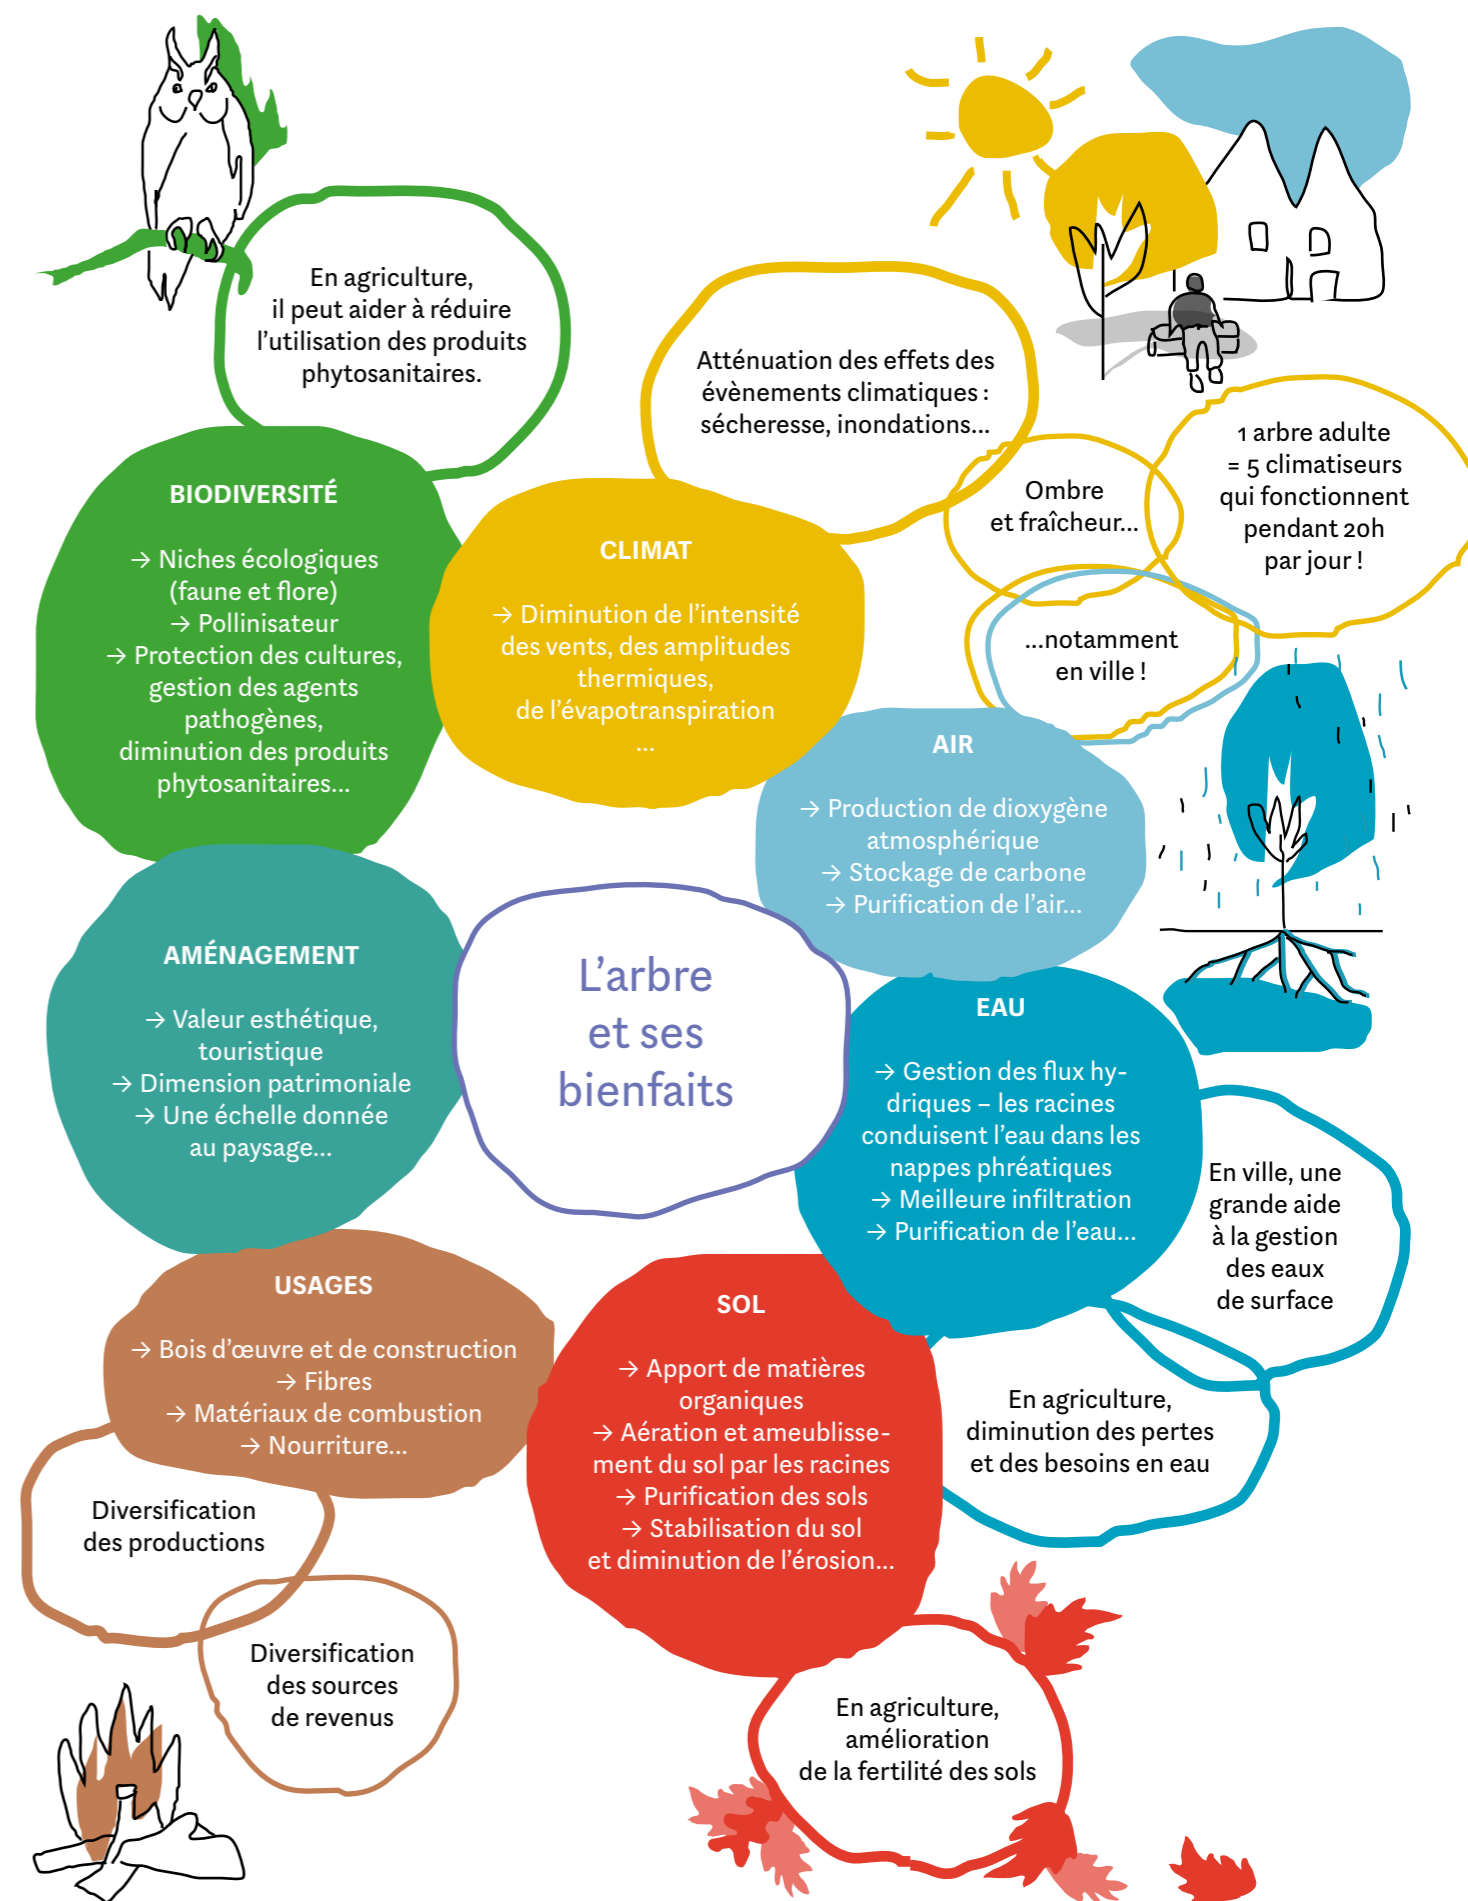 En agriculture,
il peut aider à réduire
l’utilisation des produits
phytosanitaires.
Atténuation des effets des
évènements climatiques :
sécheresse, inondations...
1 arbre adulte
= 5 climatiseurs
qui fonctionnent
pendant 20h
par jour !
Ombre
et fraîcheur...
...notamment
en ville !
BIODIVERSITÉ
→ Niches écologiques
(faune et flore)
→ Pollinisateur
→ Protection des cultures,
gestion des agents
pathogènes,
diminution des produits
phytosanitaires...
CLIMAT
→ Diminution de l’intensité
des vents, des amplitudes
thermiques,
de l’évapotranspiration
...
AIR
→ Production de dioxygène
atmosphérique
→ Stockage de carbone
→ Purification de l’air...
AMÉNAGEMENT
→ Valeur esthétique,
touristique
→ Dimension patrimoniale
→ Une échelle donnée
au paysage...
L’arbre
et ses
bienfaits
EAU
→ Gestion des flux hy-
driques – les racines
conduisent l’eau dans les
nappes phréatiques
→ Meilleure infiltration
→ Purification de l’eau...
En ville, une
grande aide
à la gestion
des eaux
de surface
USAGES
→ Bois d’œuvre et de construction
→ Fibres
→ Matériaux de combustion
→ Nourriture...
SOL
→ Apport de matières
organiques
→ Aération et ameublisse-
ment du sol par les racines
→ Purification des sols
→ Stabilisation du sol
et diminution de l’érosion...
En agriculture,
diminution des pertes
et des besoins en eau
Diversification
des productions
Diversification
des sources
de revenus
En agriculture,
amélioration
de la fertilité des sols